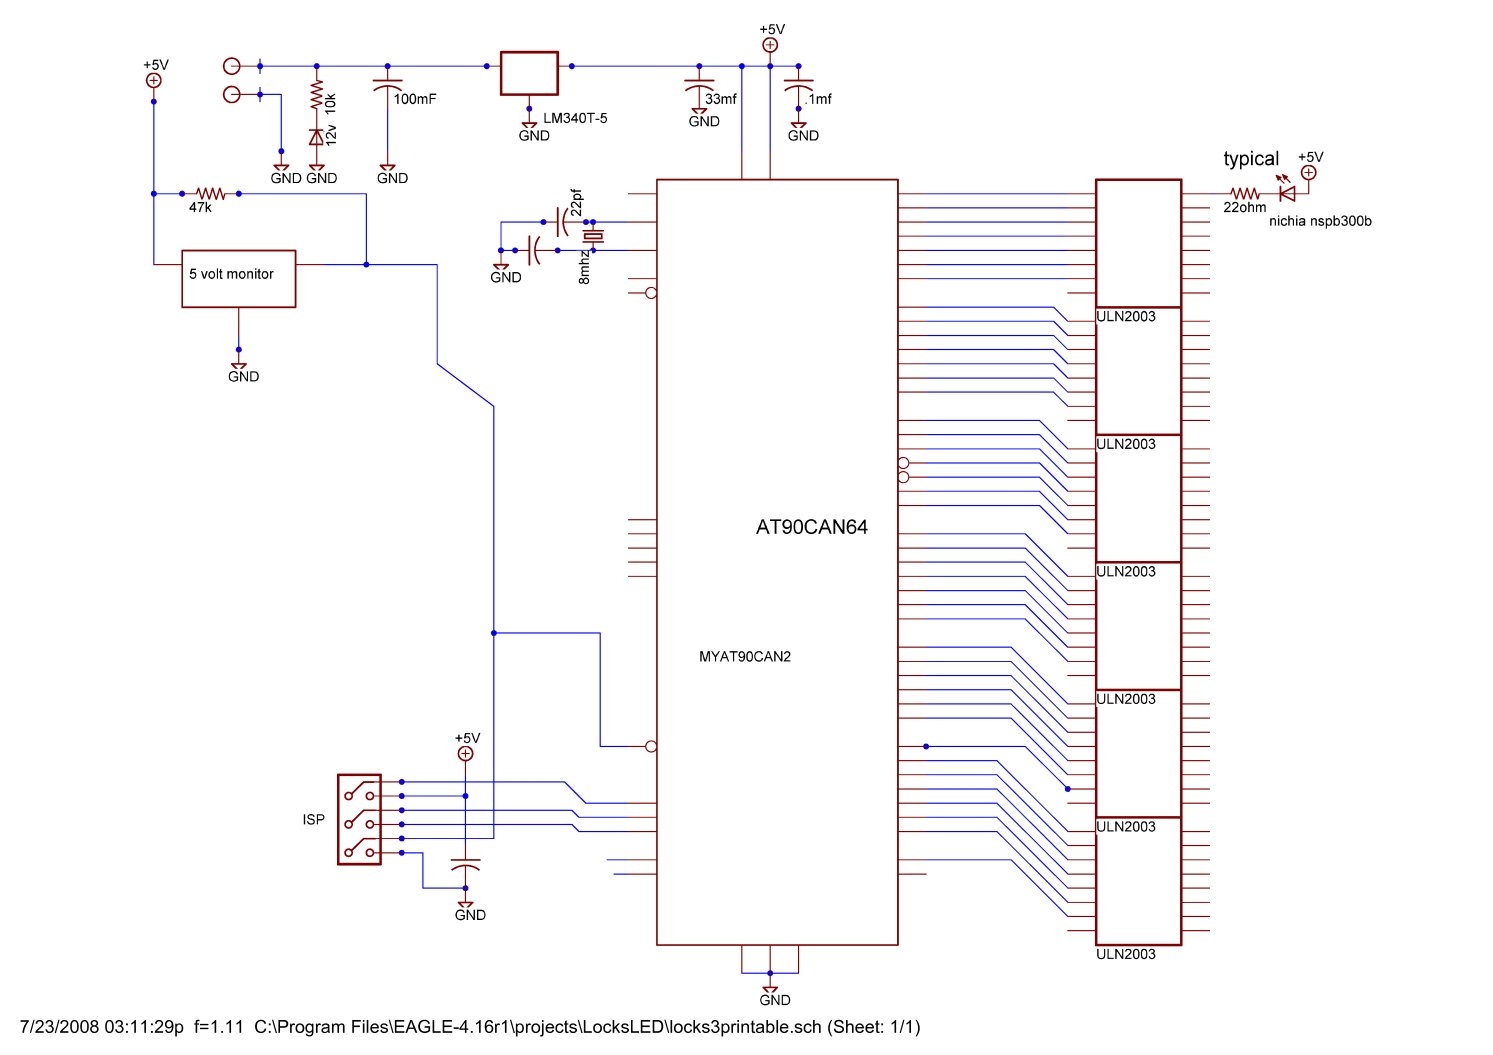 +5V
+5V
10k
12v
100mF
LM340T-5
GND
33mf
GND
.1mf
GND
GND
GND
GND
47k
5 volt monitor
GND
22pf
8mhz
GND
typical
+5V
22ohm
nichia nspb300b
ULN2003
ULN2003
ULN2003
ULN2003
ULN2003
ULN2003
AT90CAN64
MYAT90CAN2
+5V
ISP
GND
GND
7/23/2008 03:11:29p f=1.11 C:\Program Files\EAGLE-4.16r1\projects\LocksLED\locks3printable.sch (Sheet: 1/1)